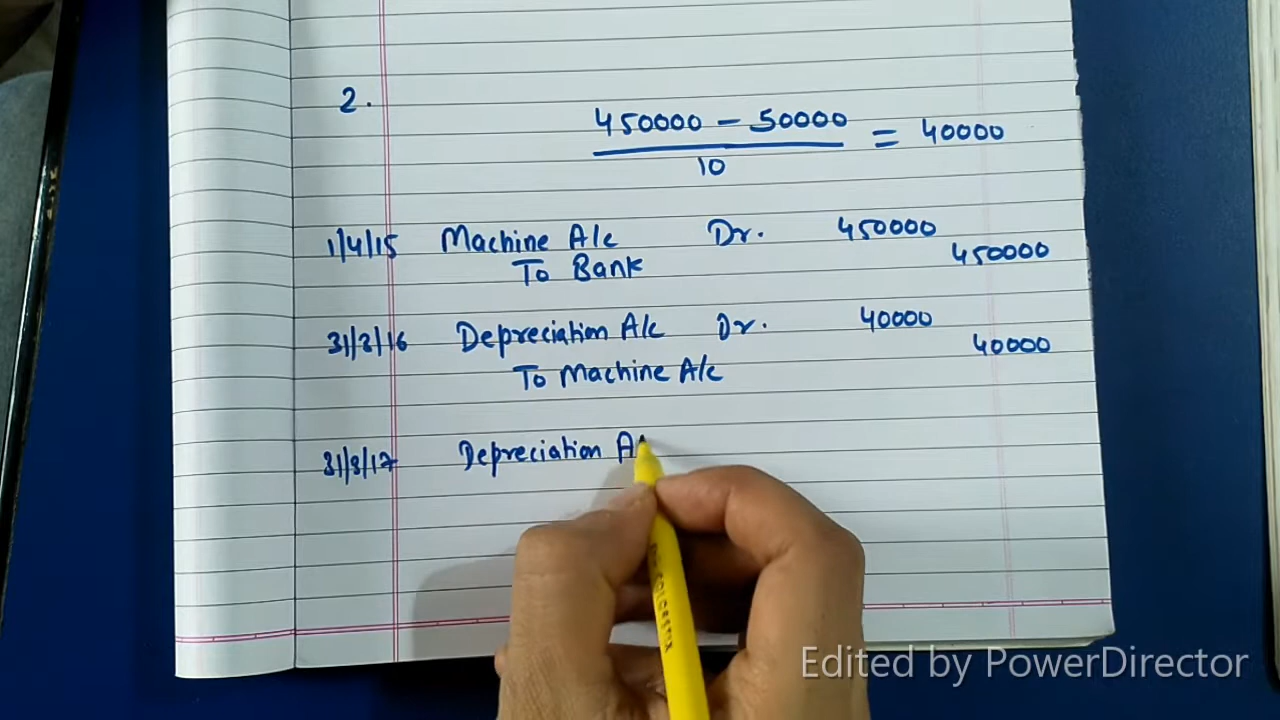 2.
450000 - 50000 = 40000
10
1/4/15 Machine A/c Dr. 450000
To Bank 450000
31/3/16 Depreciation A/c Dr. 40000
To Machine A/c 40000
31/3/17 Depreciation A
Edited by PowerDirector